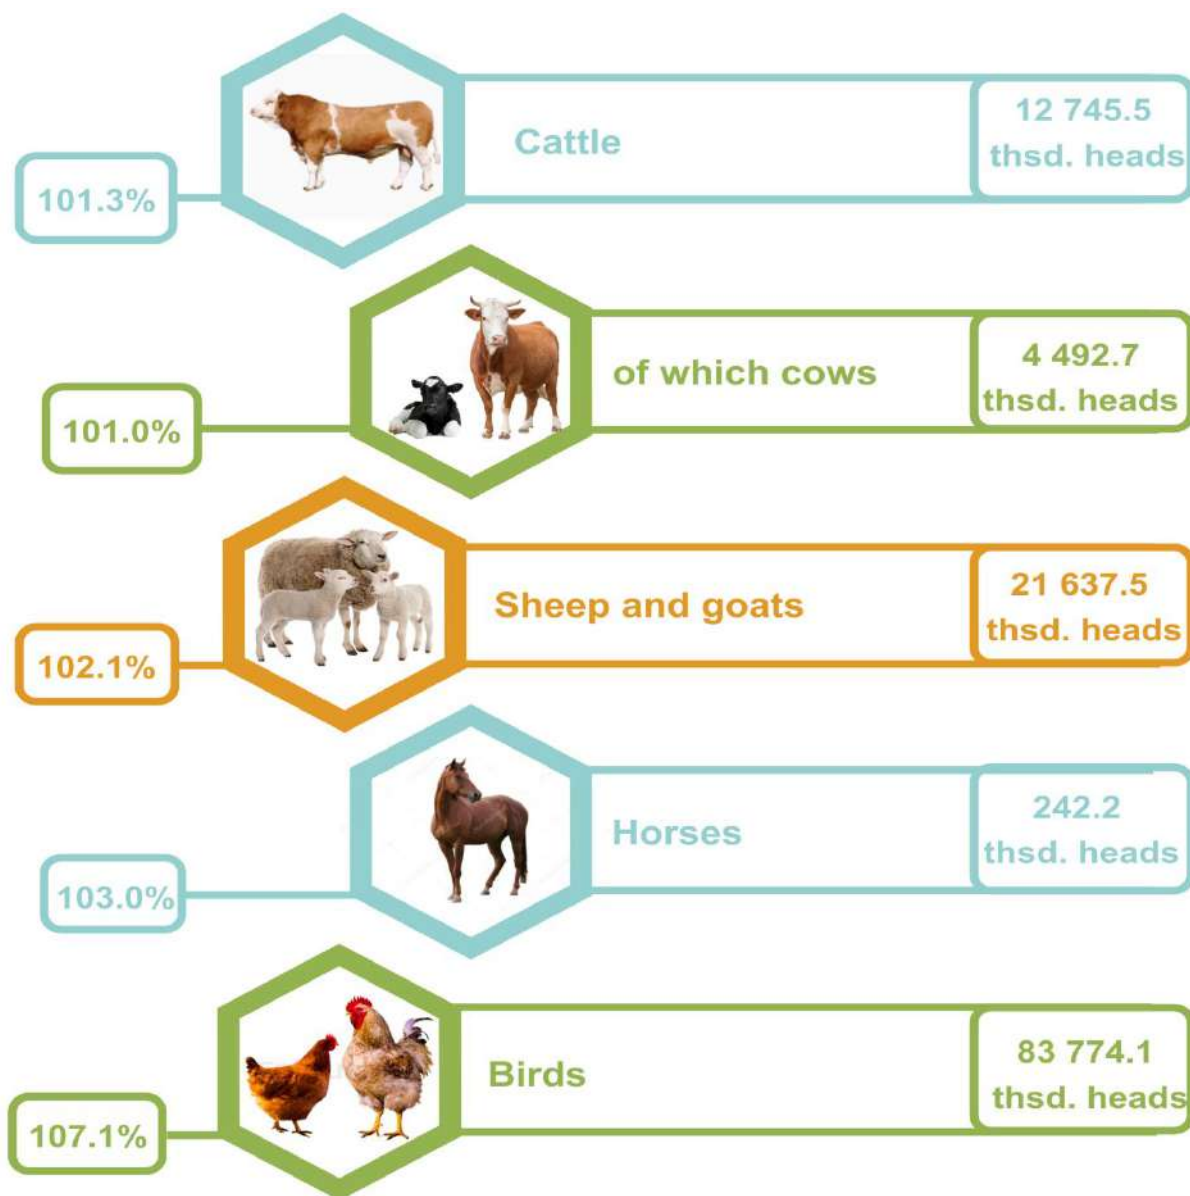 Cattle
12 745.5
thsd. heads
101.3%
of which cows
4 492.7
thsd. heads
101.0%
Sheep and goats
21 637.5
thsd. heads
102.1%
Horses
242.2
thsd. heads
103.0%
Birds
83 774.1
thsd. heads
107.1%